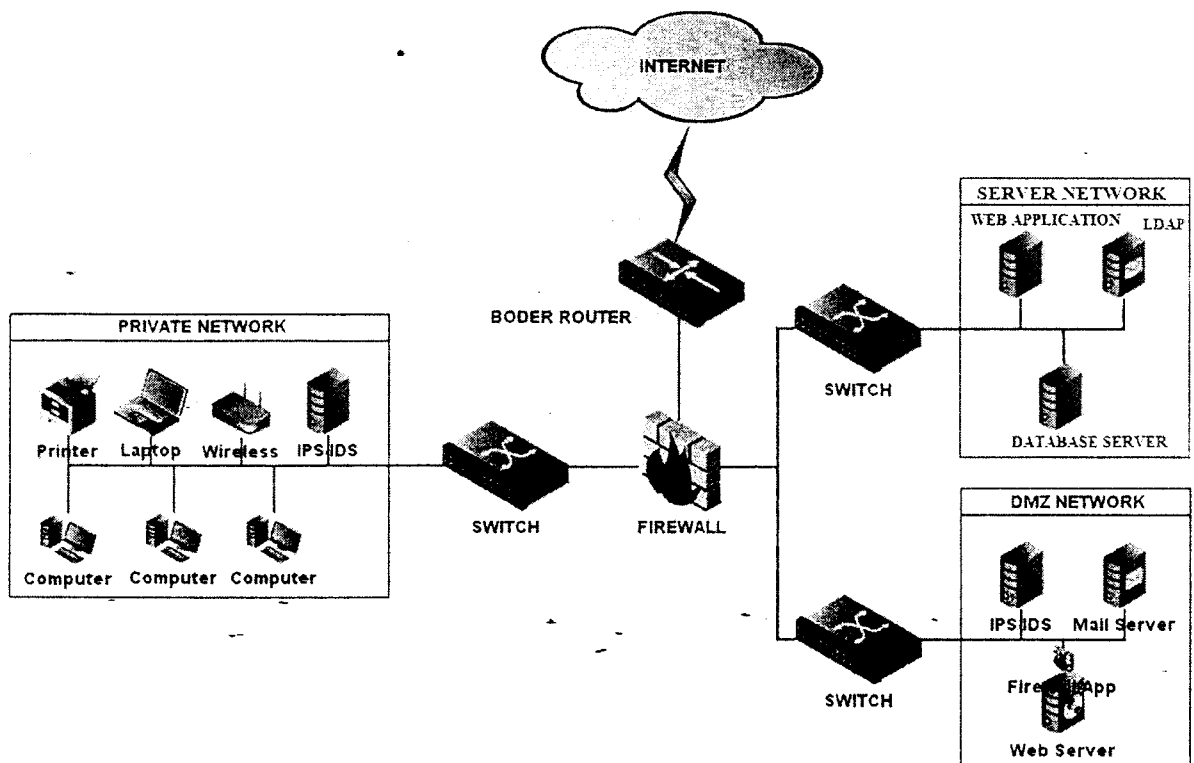 INTERNET
SERVER NETWORK
WEB APPLICATION
LDAP
BODER ROUTER
PRIVATE NETWORK
SWITCH
Printer
Laptop
Wireless
IPS/IDS
DATABASE SERVER
DMZ NETWORK
SWITCH
FIREWALL
Computer
Computer
Computer
IPS/IDS
Mail Server
FirewallApp
SWITCH
Web Server